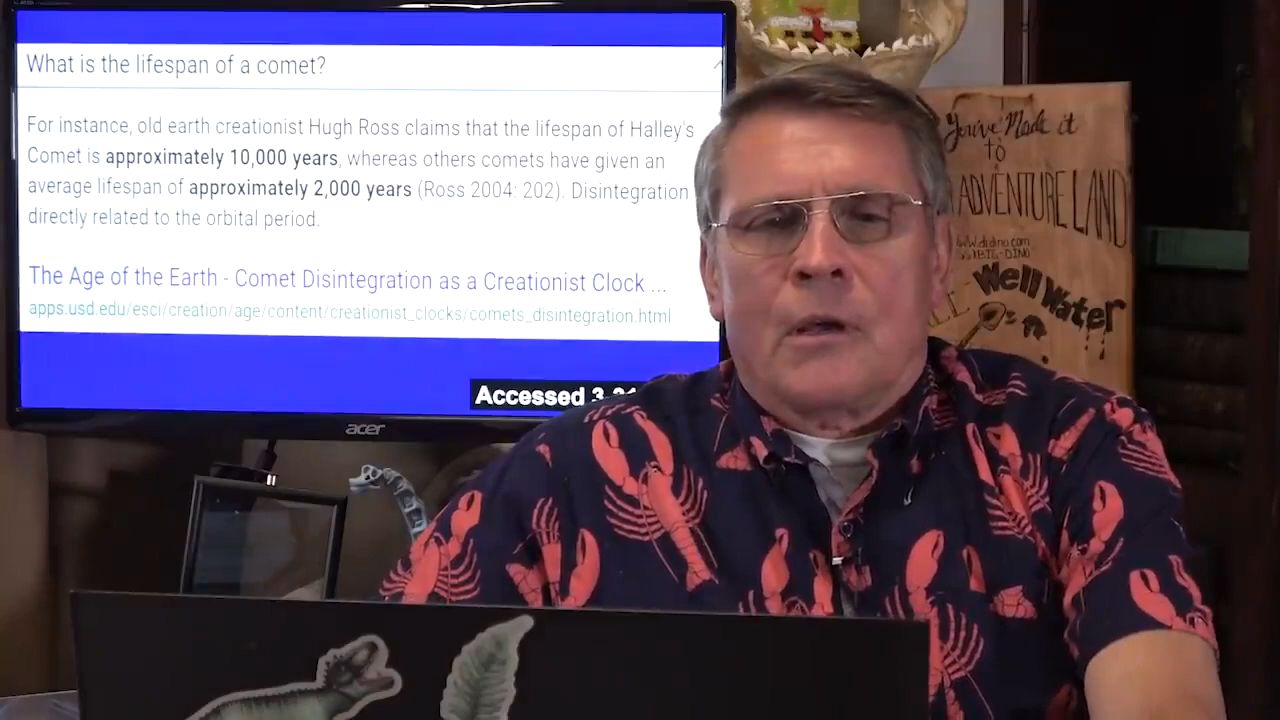 What is the lifespan of a comet?
For instance, old earth creationist Hugh Ross claims that the lifespan of Halley's
Comet is approximately 10,000 years, whereas others comets have given an
average lifespan of approximately 2,000 years (Ross 2004: 202). Disintegration
directly related to the orbital period.
The Age of the Earth - Comet Disintegration as a Creationist Clock ...
apps.usd.edu/esci/creation/age/content/creationist_clocks/comets_disintegration.html
Accessed 3
acer
You've Made it
to
ADVENTURE LAND
Well Water